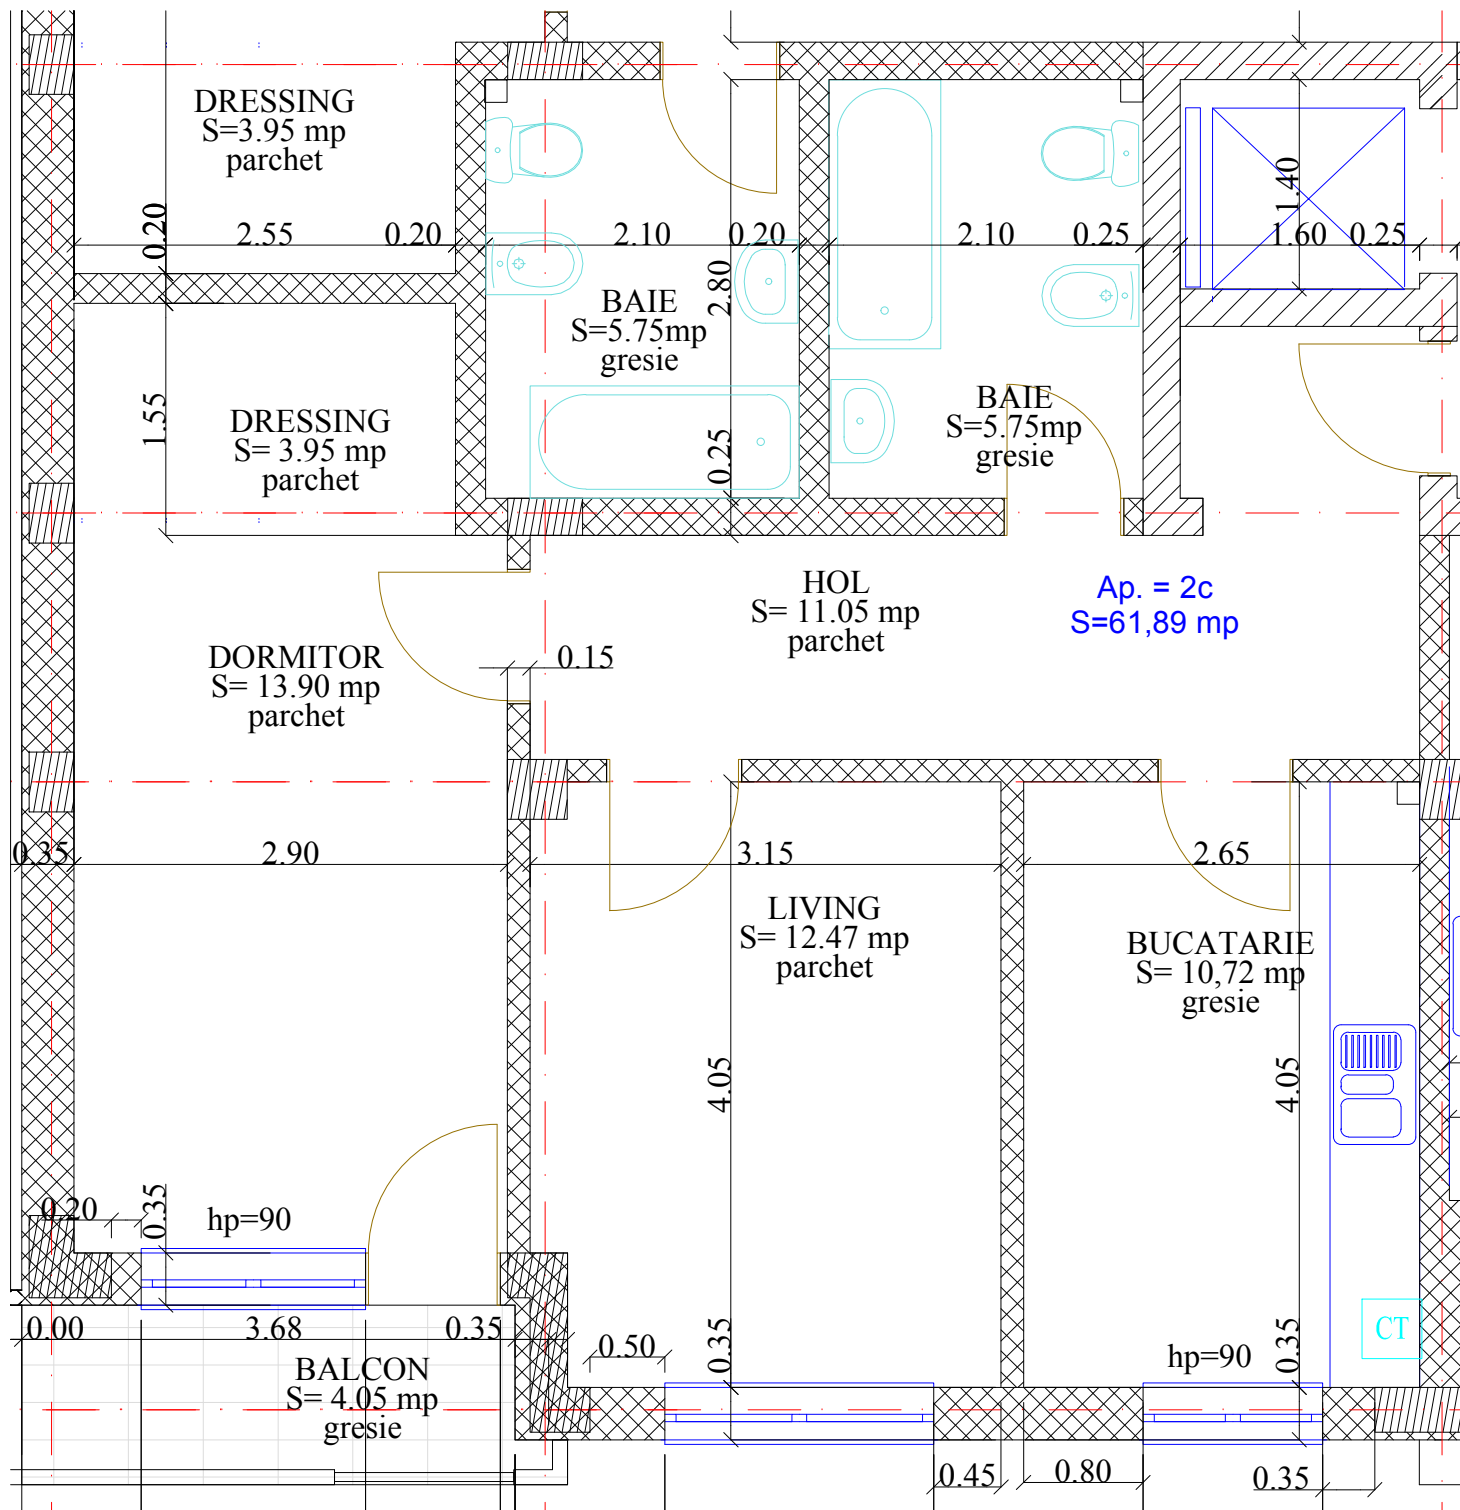 DRESSING
S=3.95 mp
parchet
0.20
2.55
0.20
2.10
0.20
2.10
0.25
1.40
1.60
0.25
2.80
BAIE
S=5.75mp
gresie
1.55
DRESSING
S= 3.95 mp
parchet
0.25
BAIE
S=5.75mp
gresie
HOL
S= 11.05 mp
parchet
Ap. = 2c
S=61,89 mp
DORMITOR
S= 13.90 mp
parchet
0.15
0.35
2.90
3.15
2.65
LIVING
S= 12.47 mp
parchet
BUCATARIE
S= 10,72 mp
gresie
4.05
4.05
0.20
0.35
hp=90
0.00
3.68
0.35
0.50
0.35
hp=90
0.35
CT
BALCON
S= 4.05 mp
gresie
0.45
0.80
0.35